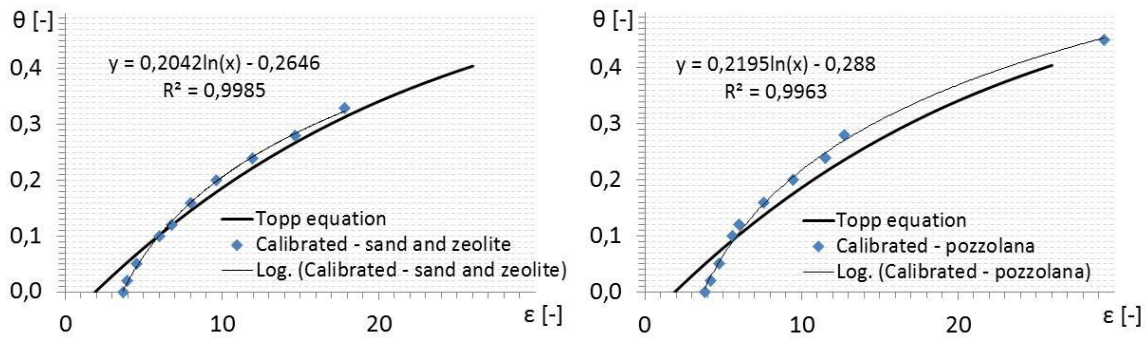 θ [-]
0,4
0,3
0,2
0,1
0,0
y = 0,2042ln(x) - 0,2646
R² = 0,9985
Topp equation
Calibrated - sand and zeolite
Log. (Calibrated - sand and zeolite)
0
10
20
ε [-]
θ [-]
0,4
0,3
0,2
0,1
0,0
y = 0,2195ln(x) - 0,288
R² = 0,9963
Topp equation
Calibrated - pozzolana
Log. (Calibrated - pozzolana)
0
10
20
ε [-]